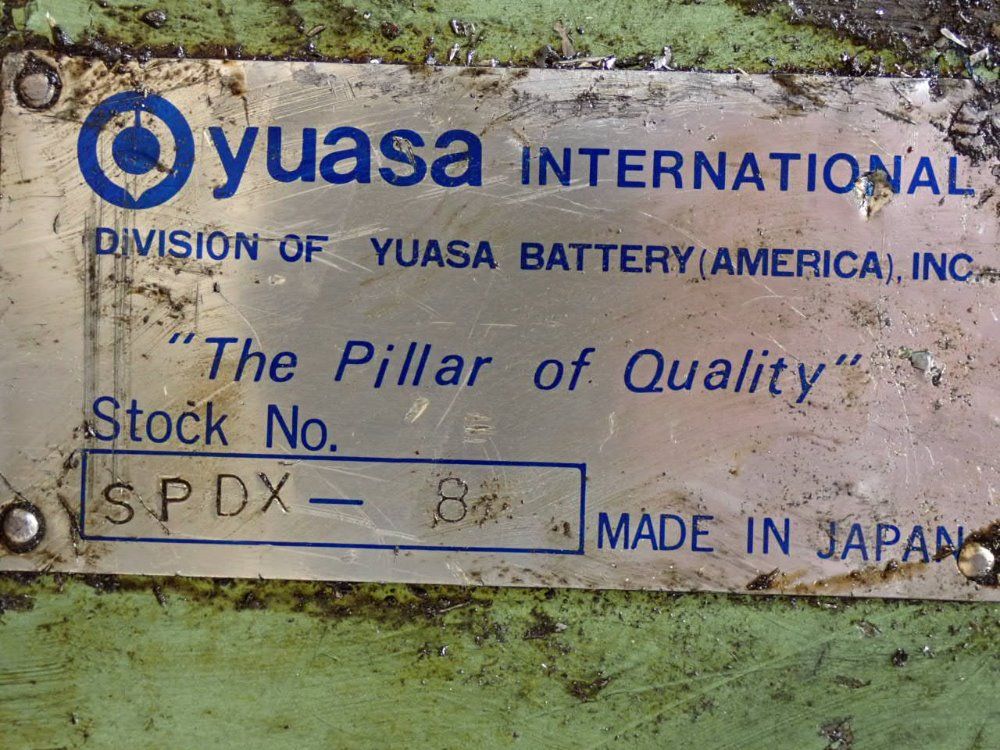 yuasa INTERNATIONAL
DIVISION OF YUASA BATTERY (AMERICA), INC.
"The Pillar of Quality"
Stock No.
SPDX- 8
MADE IN JAPAN